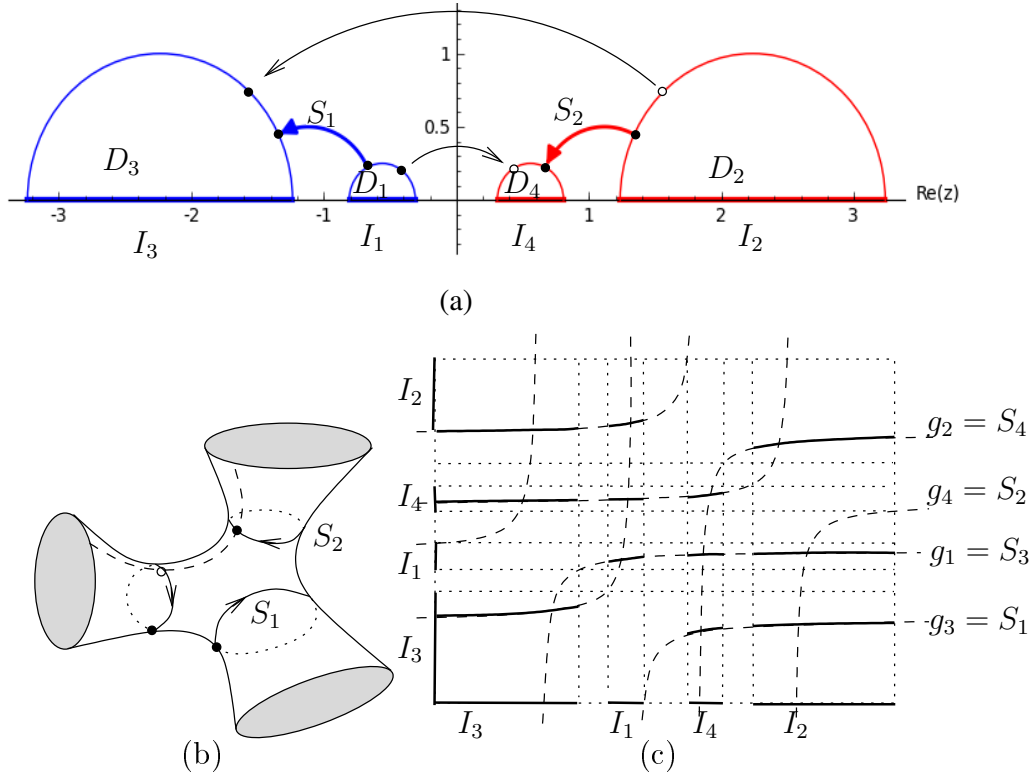 1
S₁
S₂
0.5
D₃
D₁
D₄
D₂
Re(z)
-3
-2
-1
0
1
2
3
I₃
I₁
I₄
I₂
(a)
I₂
g₂ = S₄
I₄
g₄ = S₂
S₂
I₁
g₁ = S₃
S₁
g₃ = S₁
I₃
I₃
I₁
I₄
I₂
(b)
(c)